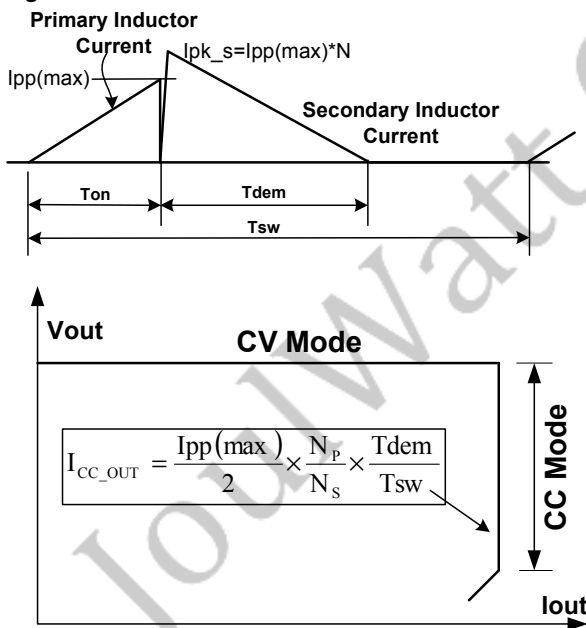 Primary Inductor
Current
Ipk_s=Ipp(max)*N
Ipp(max)
Secondary Inductor
Current
Ton
Tdem
Tsw
Vout
CV Mode
I_CC_OUT = Ipp(max)/2 × N_P/N_S × Tdem/Tsw
CC Mode
Iout
JoulWatt